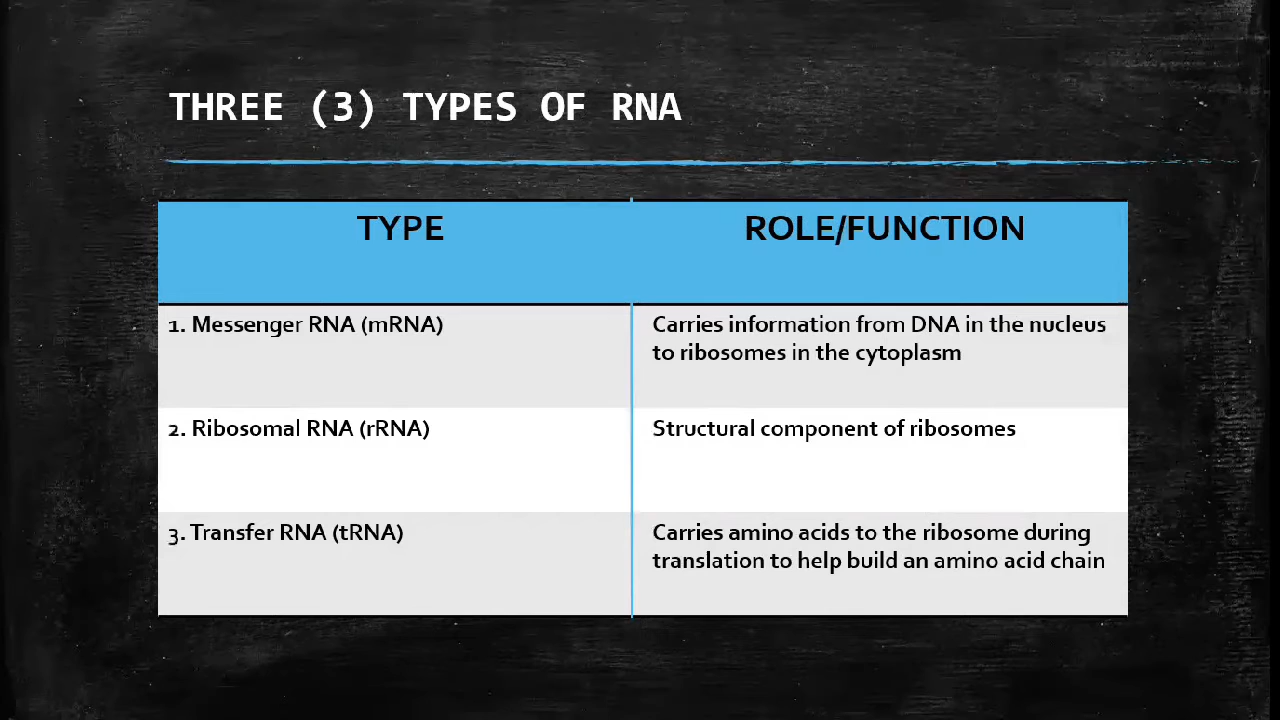 THREE (3) TYPES OF RNA
TYPE
ROLE/FUNCTION
1. Messenger RNA (mRNA)
Carries information from DNA in the nucleus
to ribosomes in the cytoplasm
2. Ribosomal RNA (rRNA)
Structural component of ribosomes
3. Transfer RNA (tRNA)
Carries amino acids to the ribosome during
translation to help build an amino acid chain